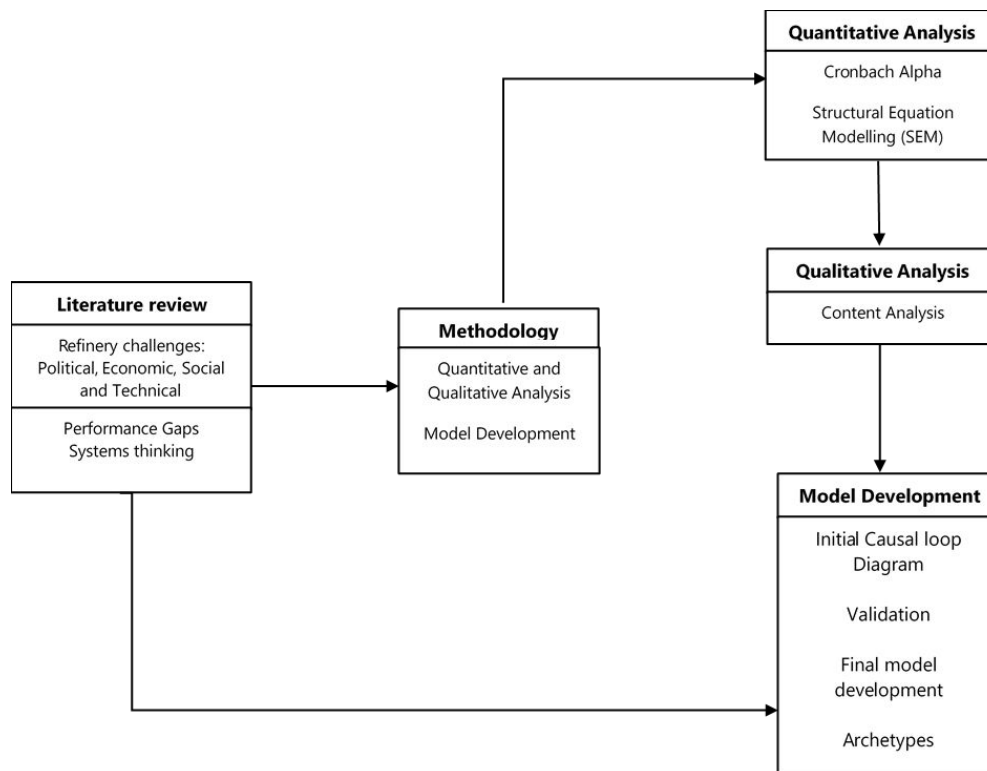 Literature review
Refinery challenges:
Political, Economic, Social
and Technical
Performance Gaps
Systems thinking
Methodology
Quantitative and
Qualitative Analysis
Model Development
Quantitative Analysis
Cronbach Alpha
Structural Equation
Modelling (SEM)
Qualitative Analysis
Content Analysis
Model Development
Initial Causal loop
Diagram
Validation
Final model
development
Archetypes